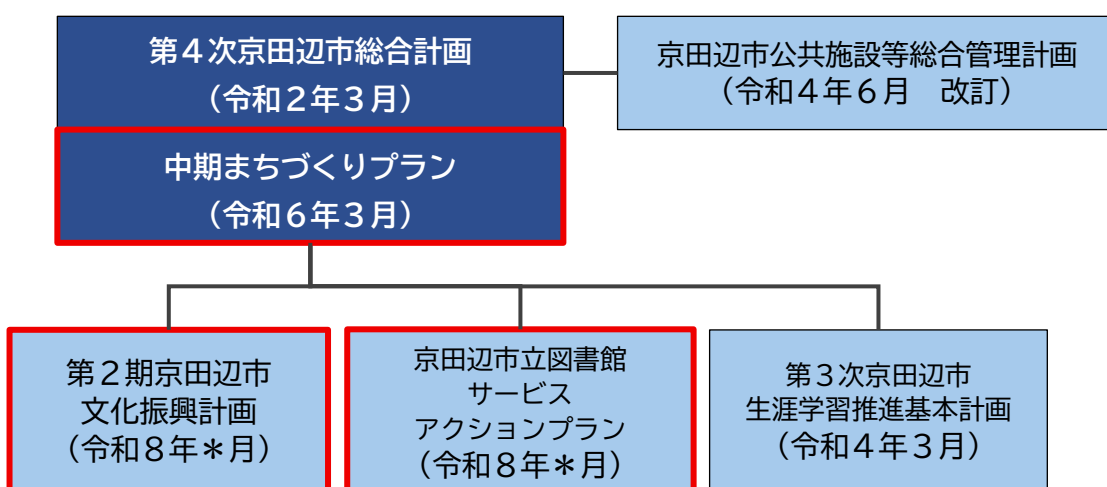 第4次京田辺市総合計画
(令和2年3月)
京田辺市公共施設等総合管理計画
(令和4年6月　改訂)
中期まちづくりプラン
(令和6年3月)
第2期京田辺市
文化振興計画
(令和8年＊月)
京田辺市立図書館
サービス
アクションプラン
(令和8年＊月)
第3次京田辺市
生涯学習推進基本計画
(令和4年3月)